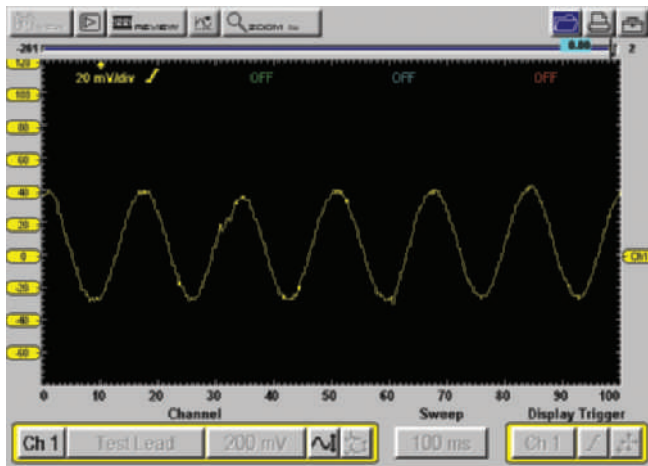 REVIEW ZOOM
-261 0.00 2
120
20 mV/div OFF OFF OFF
100
80
60
40
20
0 Ch1
-20
-40
-60
0 10 20 30 40 50 60 70 80 90 100
Channel Sweep Display Trigger
Ch 1 Test Lead 200 mV 100 ms Ch 1